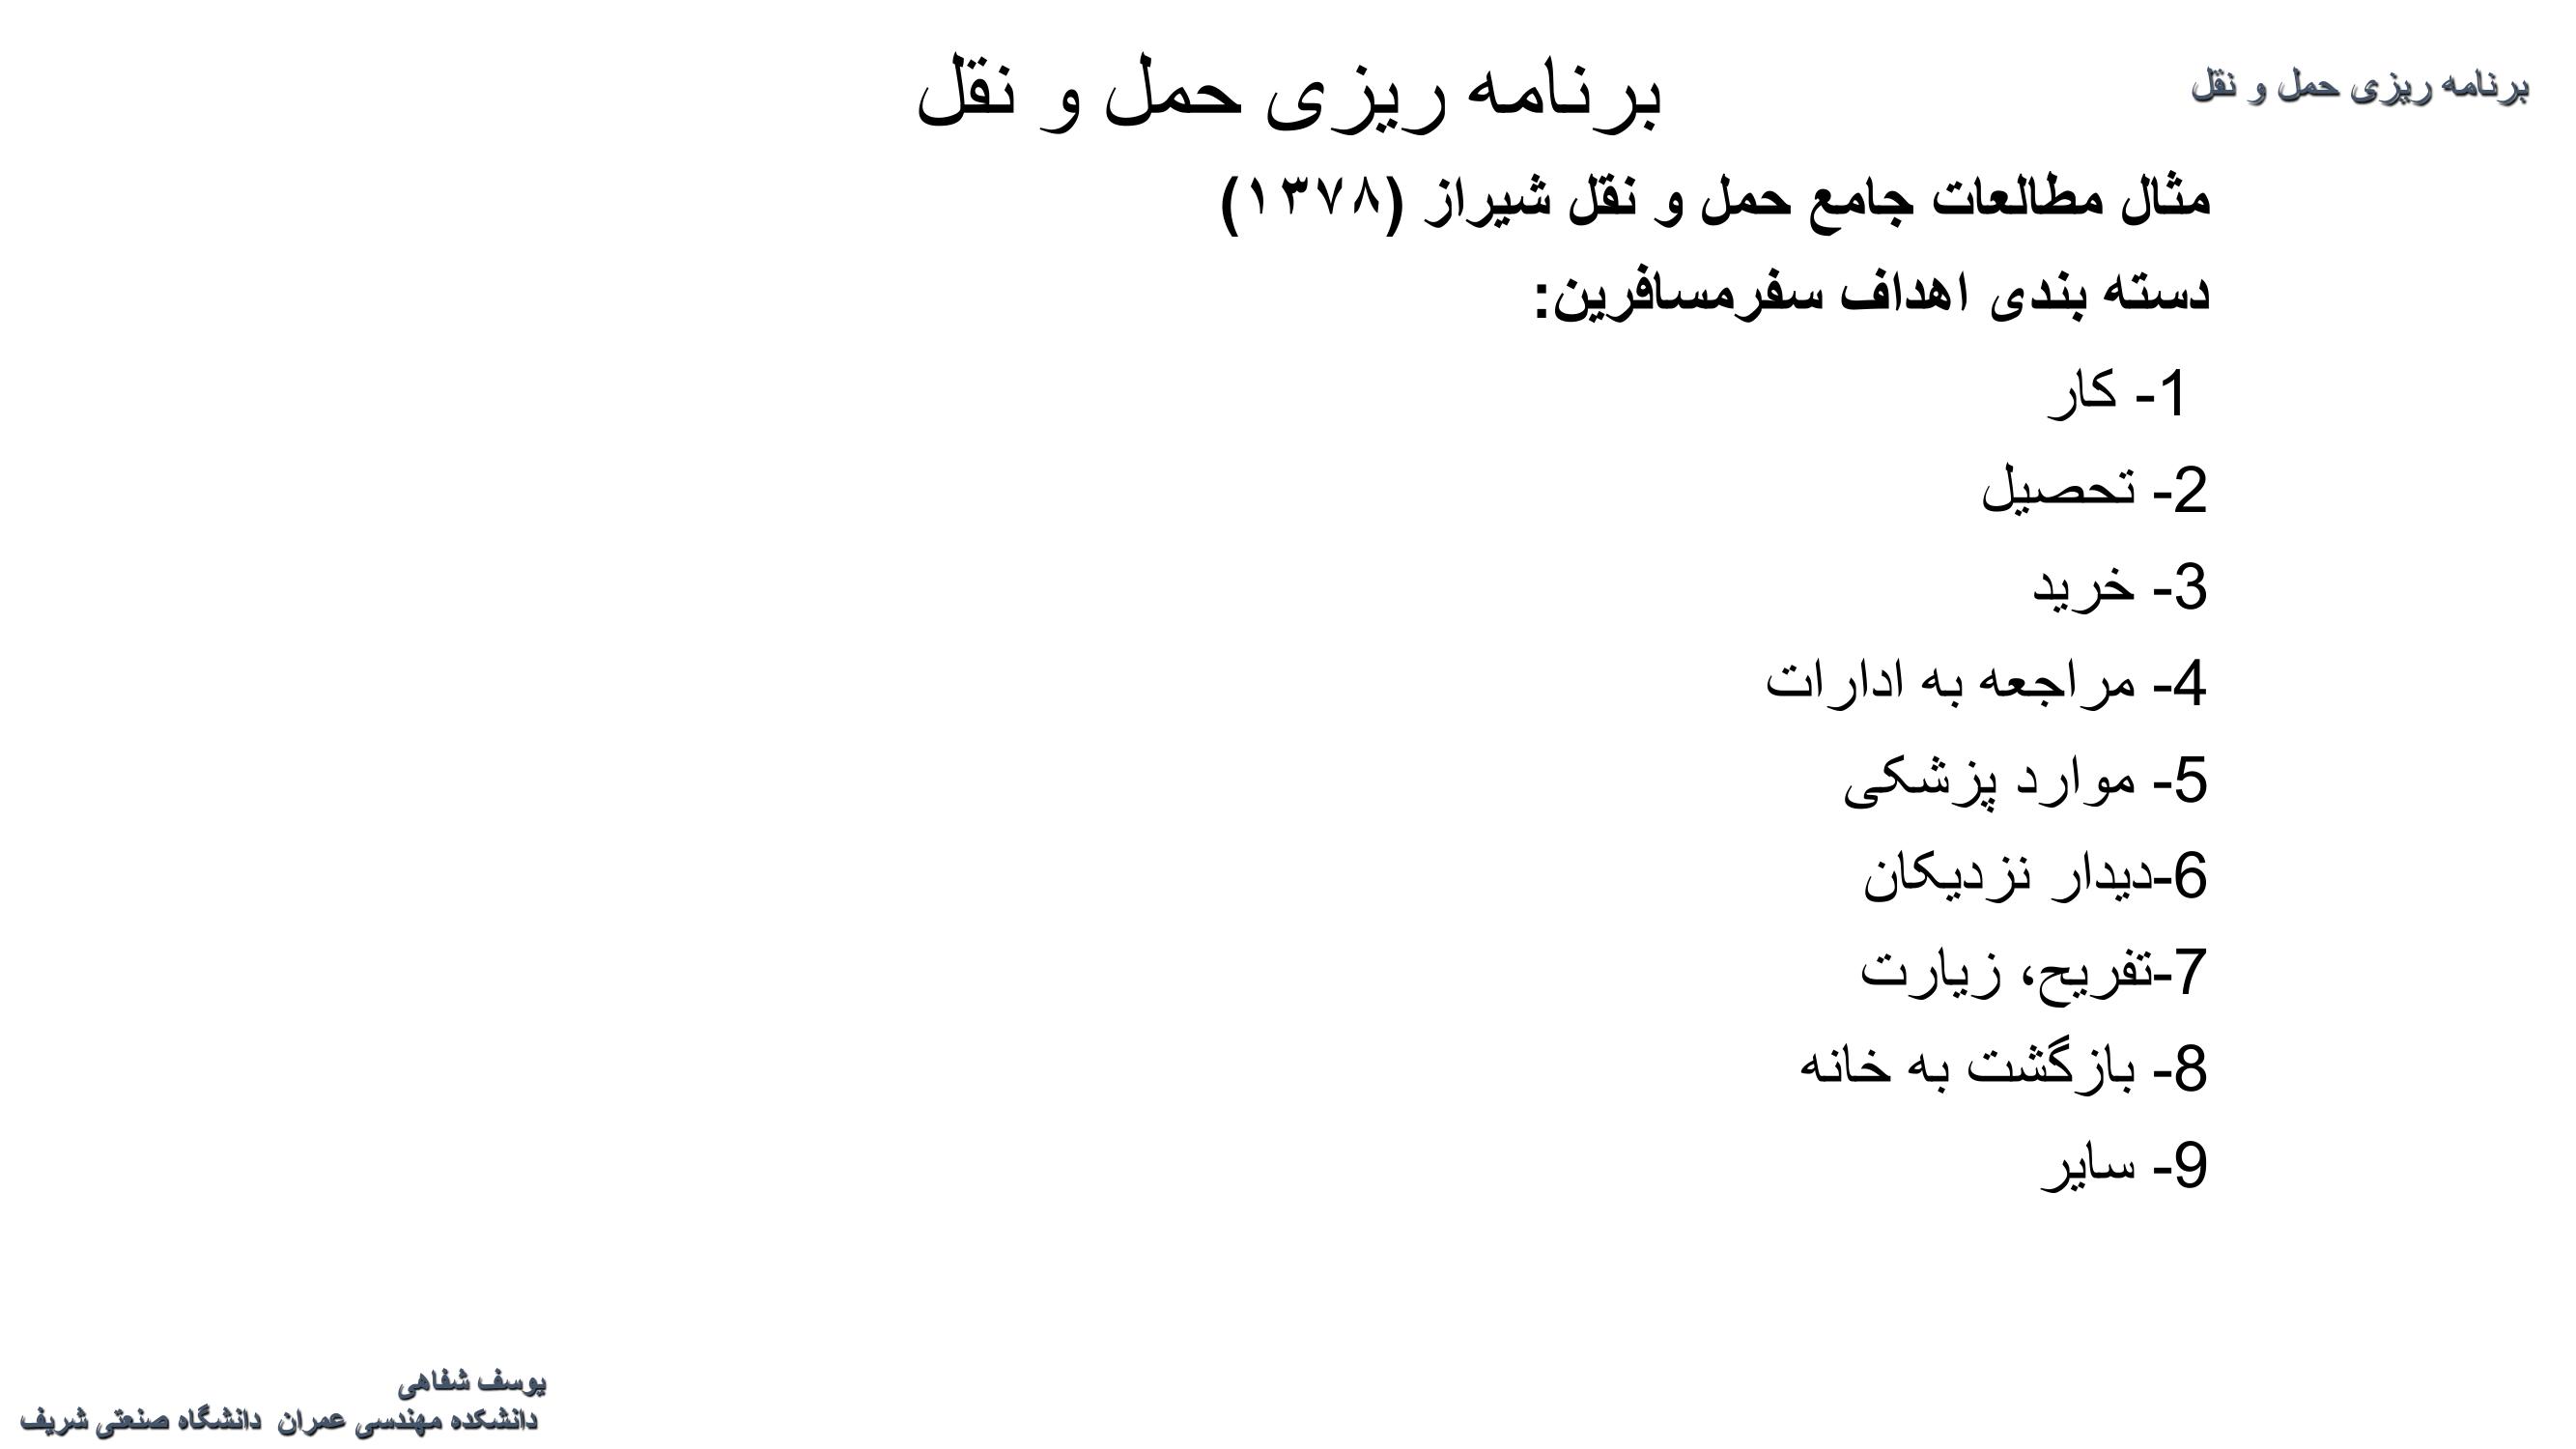 برنامه ریزی حمل و نقل
برنامه ریزی حمل و نقل
مثال مطالعات جامع حمل و نقل شیراز (۱۳۷۸)
دسته بندی اهداف سفرمسافرین:
1- کار
2- تحصیل
3- خرید
4- مراجعه به ادارات
5- موارد پزشکی
6-دیدار نزدیکان
7-تفریح، زیارت
8- بازگشت به خانه
9- سایر
یوسف شفاهی
دانشکده مهندسی عمران دانشگاه صنعتی شریف